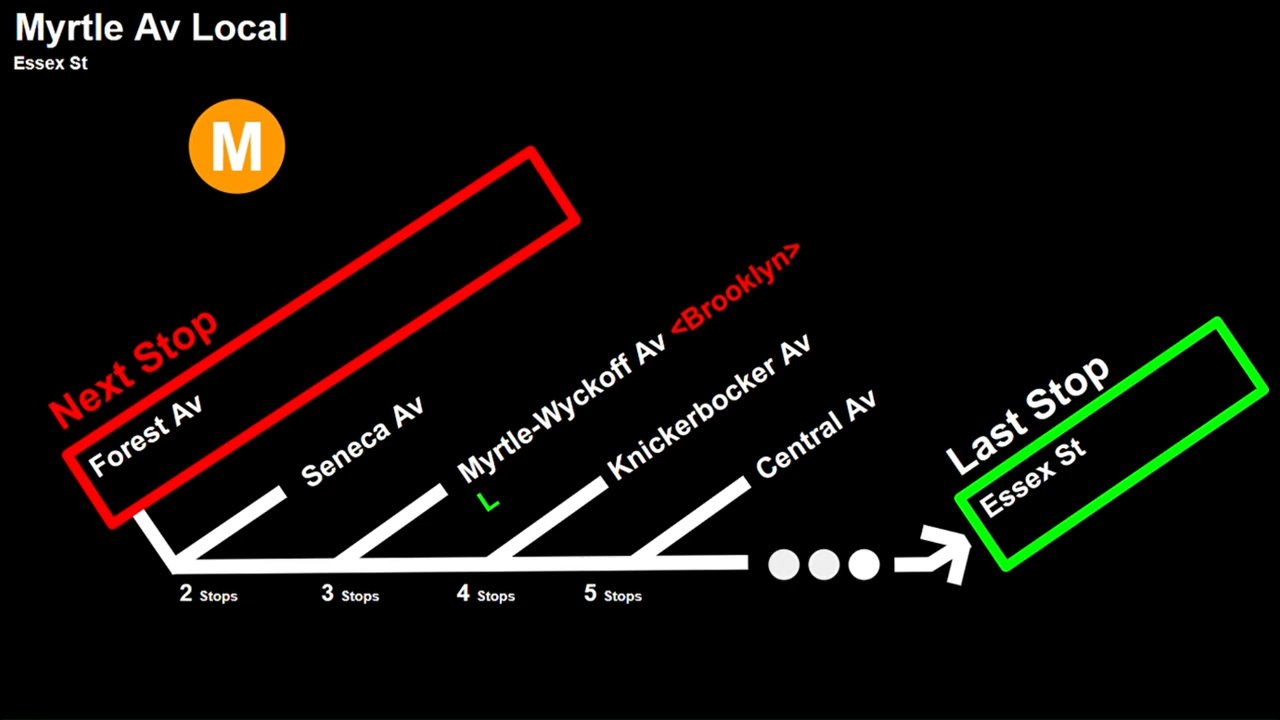 Myrtle Av Local
Essex St
M
Next Stop
Forest Av
Seneca Av
Myrtle-Wyckoff Av <Brooklyn>
L
Knickerbocker Av
Central Av
Last Stop
Essex St
2 Stops
3 Stops
4 Stops
5 Stops